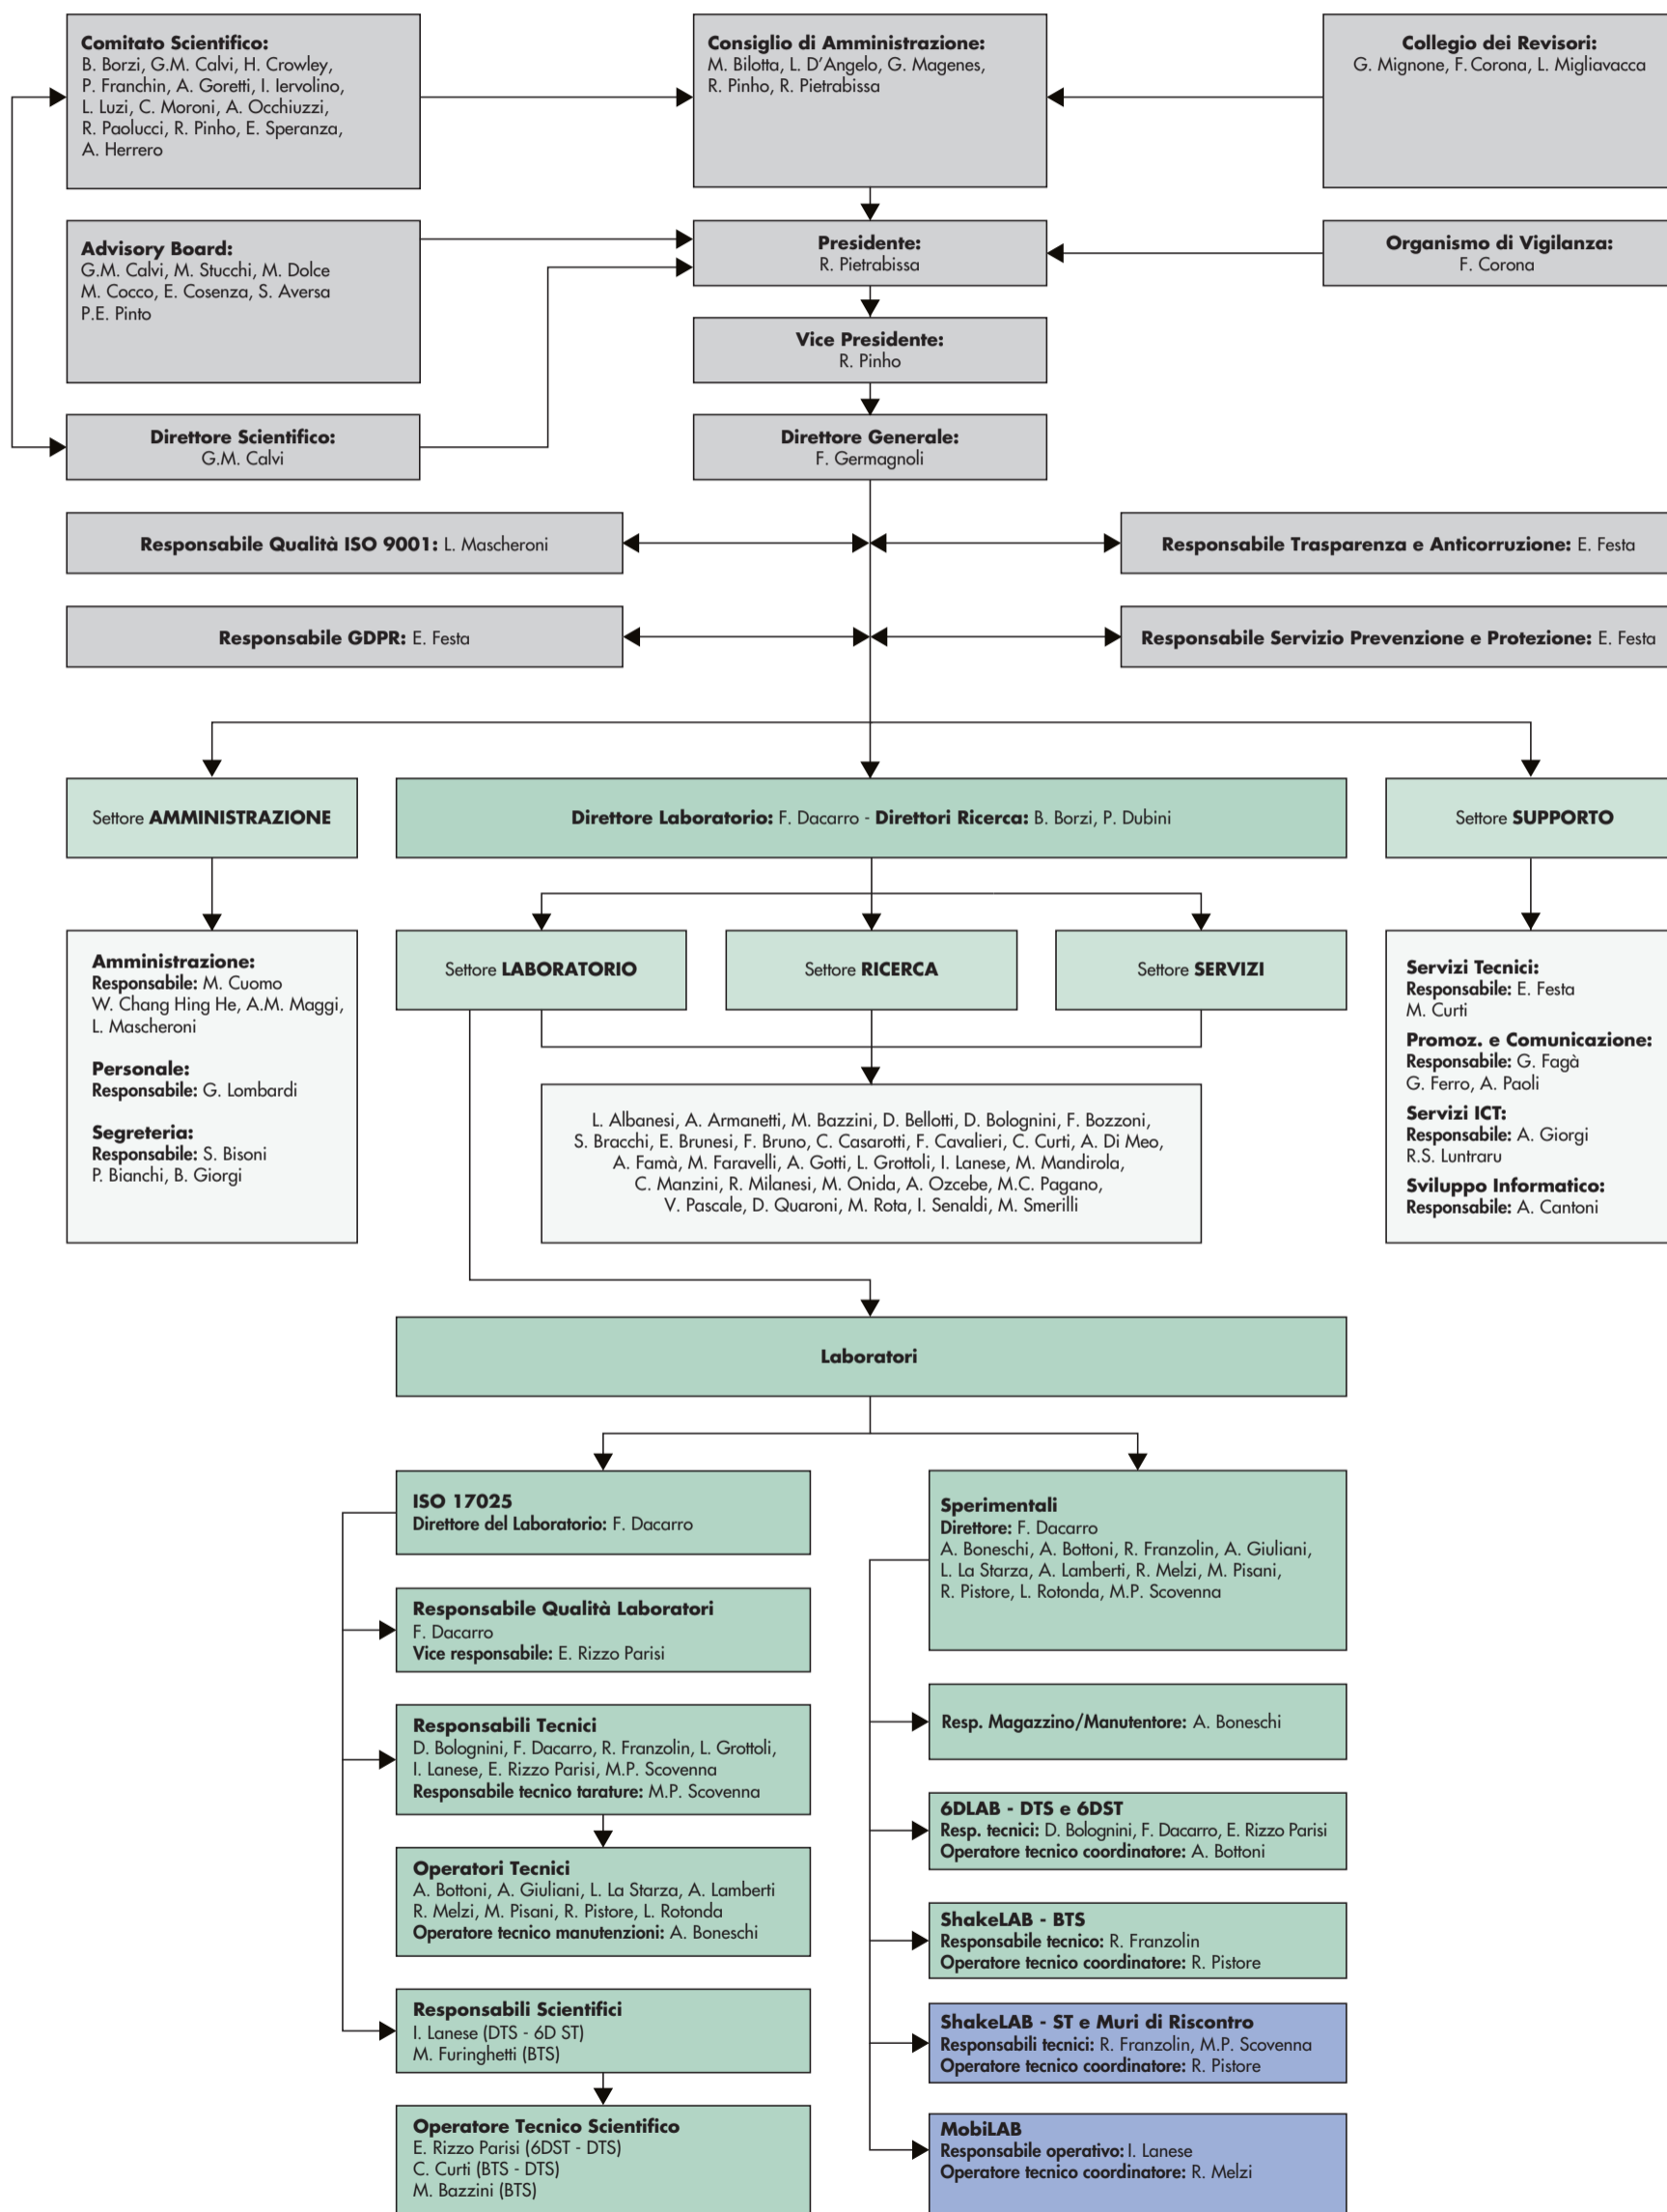 Comitato Scientifico:
B. Borzi, G.M. Calvi, H. Crowley,
P. Franchin, A. Goretti, I. Iervolino,
L. Luzi, C. Moroni, A. Occhiuzzi,
R. Paolucci, R. Pinho, E. Speranza,
A. Herrero
Consiglio di Amministrazione:
M. Bilotta, L. D’Angelo, G. Magenes,
R. Pinho, R. Pietrabissa
Collegio dei Revisori:
G. Mignone, F. Corona, L. Migliavacca
Advisory Board:
G.M. Calvi, M. Stucchi, M. Dolce
M. Cocco, E. Cosenza, S. Aversa
P.E. Pinto
Presidente:
R. Pietrabissa
Organismo di Vigilanza:
F. Corona
Vice Presidente:
R. Pinho
Direttore Scientifico:
G.M. Calvi
Direttore Generale:
F. Germagnoli
Responsabile Qualità ISO 9001: L. Mascheroni
Responsabile Trasparenza e Anticorruzione: E. Festa
Responsabile GDPR: E. Festa
Responsabile Servizio Prevenzione e Protezione: E. Festa
Settore AMMINISTRAZIONE
Direttore Laboratorio: F. Dacarro - Direttori Ricerca: B. Borzi, P. Dubini
Settore SUPPORTO
Settore LABORATORIO
Settore RICERCA
Settore SERVIZI
Amministrazione:
Responsabile: M. Cuomo
W. Chang Hing He, A.M. Maggi,
L. Mascheroni
Personale:
Responsabile: G. Lombardi
Segreteria:
Responsabile: S. Bisoni
P. Bianchi, B. Giorgi
L. Albanesi, A. Armanetti, M. Bazzini, D. Bellotti, D. Bolognini, F. Bozzoni,
S. Bracchi, E. Brunesi, F. Bruno, C. Casarotti, F. Cavalieri, C. Curti, A. Di Meo,
A. Famà, M. Faravelli, A. Gotti, L. Grottoli, I. Lanese, M. Mandirola,
C. Manzini, R. Milanesi, M. Onida, A. Ozcebe, M.C. Pagano,
V. Pascale, D. Quaroni, M. Rota, I. Senaldi, M. Smerilli
Servizi Tecnici:
Responsabile: E. Festa
M. Curti
Promoz. e Comunicazione:
Responsabile: G. Fagà
G. Ferro, A. Paoli
Servizi ICT:
Responsabile: A. Giorgi
R.S. Luntraru
Sviluppo Informatico:
Responsabile: A. Cantoni
Laboratori
ISO 17025
Direttore del Laboratorio: F. Dacarro
Responsabile Qualità Laboratori
F. Dacarro
Vice responsabile: E. Rizzo Parisi
Responsabili Tecnici
D. Bolognini, F. Dacarro, R. Franzolin, L. Grottoli,
I. Lanese, E. Rizzo Parisi, M.P. Scovenna
Responsabile tecnico tarature: M.P. Scovenna
Operatori Tecnici
A. Bottoni, A. Giuliani, L. La Starza, A. Lamberti
R. Melzi, M. Pisani, R. Pistore, L. Rotonda
Operatore tecnico manutenzioni: A. Boneschi
Responsabili Scientifici
I. Lanese (DTS - 6D ST)
M. Furinghetti (BTS)
Operatore Tecnico Scientifico
E. Rizzo Parisi (6DST - DTS)
C. Curti (BTS - DTS)
M. Bazzini (BTS)
Sperimentali
Direttore: F. Dacarro
A. Boneschi, A. Bottoni, R. Franzolin, A. Giuliani,
L. La Starza, A. Lamberti, R. Melzi, M. Pisani,
R. Pistore, L. Rotonda, M.P. Scovenna
Resp. Magazzino/Manutentore: A. Boneschi
6DLAB - DTS e 6DST
Resp. tecnici: D. Bolognini, F. Dacarro, E. Rizzo Parisi
Operatore tecnico coordinatore: A. Bottoni
ShakeLAB - BTS
Responsabile tecnico: R. Franzolin
Operatore tecnico coordinatore: R. Pistore
ShakeLAB - ST e Muri di Riscontro
Responsabili tecnici: R. Franzolin, M.P. Scovenna
Operatore tecnico coordinatore: R. Pistore
MobiLAB
Responsabile operativo: I. Lanese
Operatore tecnico coordinatore: R. Melzi